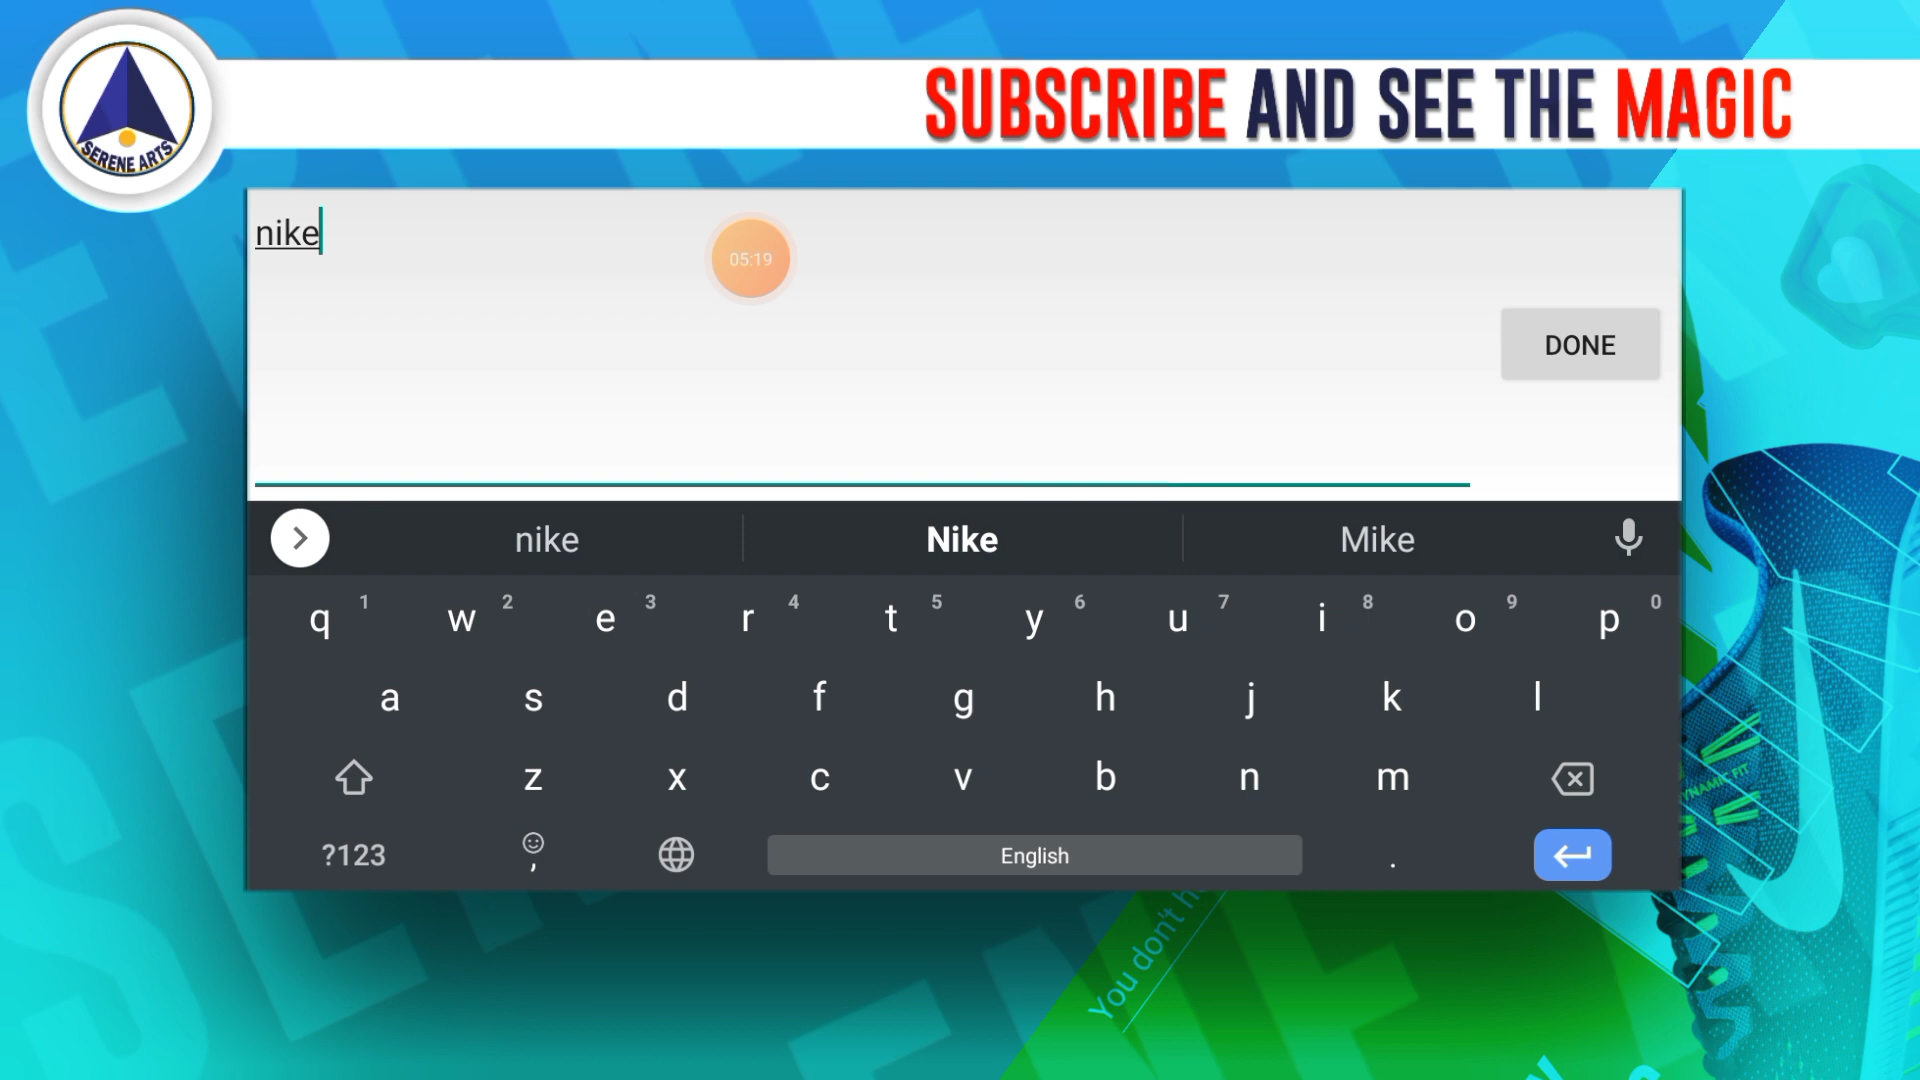 SUBSCRIBE AND SEE THE MAGIC
SERENE ARTS
nike
05:19
DONE
nike Nike Mike
q 1 w 2 e 3 r 4 t 5 y 6 u 7 i 8 o 9 p 0
a s d f g h j k l
z x c v b n m
?123 , English .
You don't